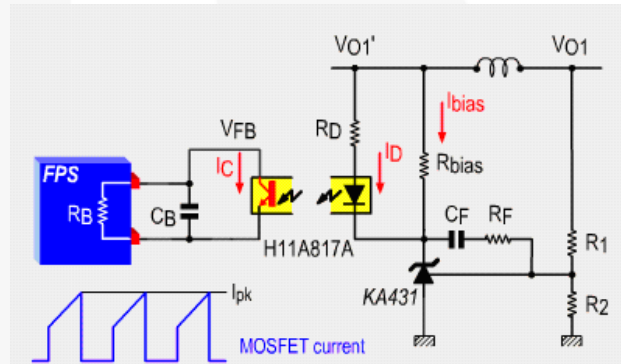 VO1' VO1
Ibias
RD
VFB
IC ID
Rbias
FPS
RB
CB
CF RF
H11A817A
R1
KA431
R2
Ipk
MOSFET current